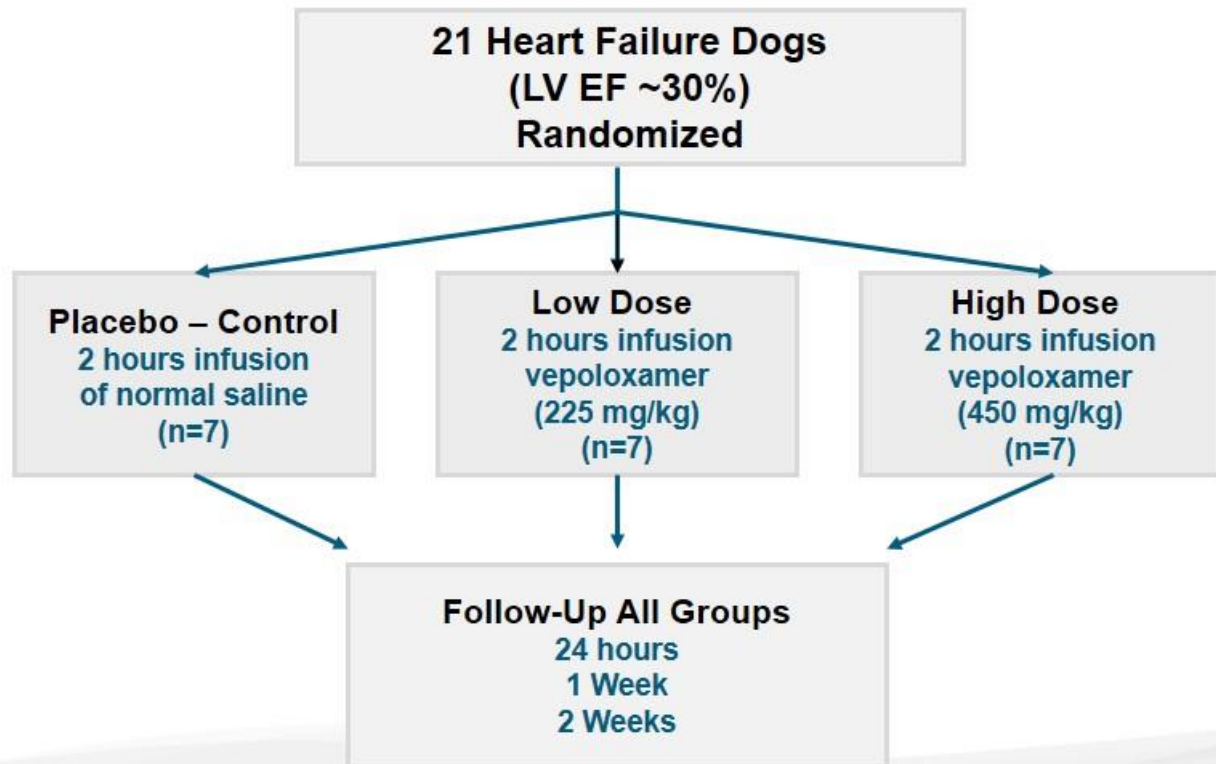 21 Heart Failure Dogs
(LV EF ~30%)
Randomized
Placebo – Control
2 hours infusion
of normal saline
(n=7)
Low Dose
2 hours infusion
vepoloxamer
(225 mg/kg)
(n=7)
High Dose
2 hours infusion
vepoloxamer
(450 mg/kg)
(n=7)
Follow-Up All Groups
24 hours
1 Week
2 Weeks